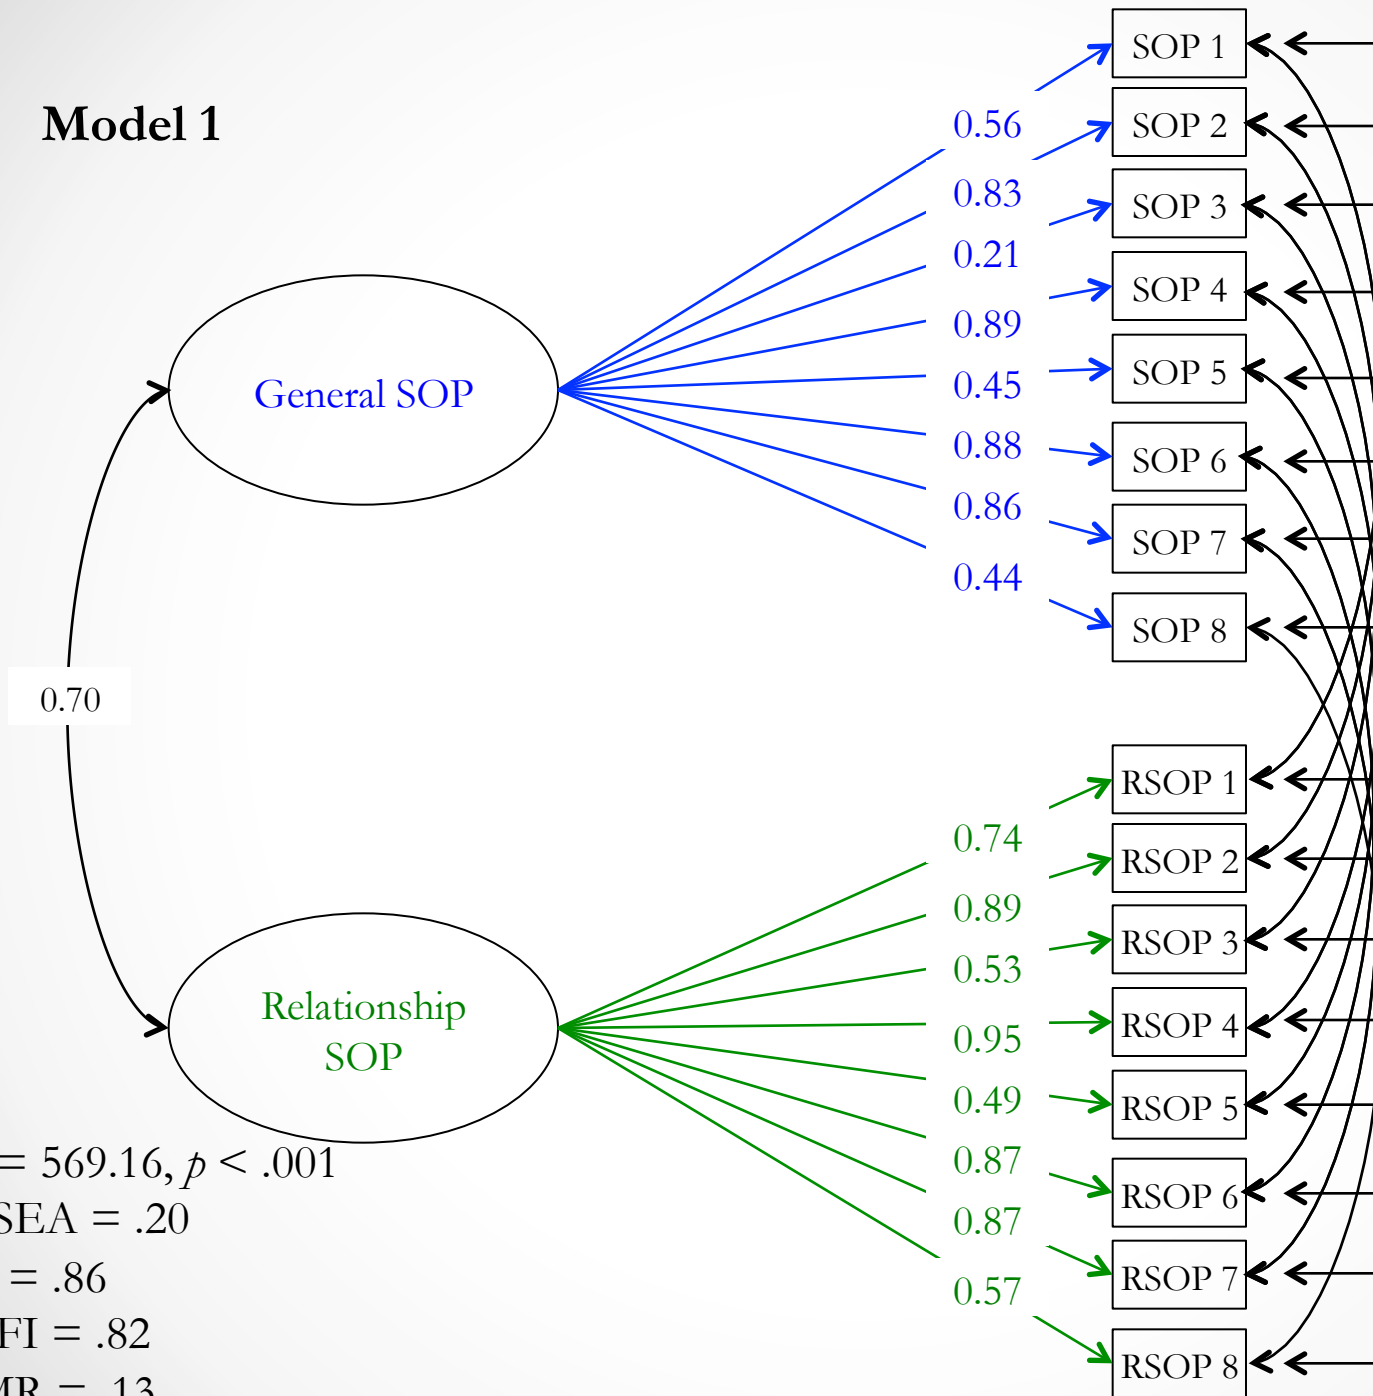 Model 1
General SOP
Relationship
SOP
0.70
0.56
0.83
0.21
0.89
0.45
0.88
0.86
0.44
0.74
0.89
0.53
0.95
0.49
0.87
0.87
0.57
SOP 1
SOP 2
SOP 3
SOP 4
SOP 5
SOP 6
SOP 7
SOP 8
RSOP 1
RSOP 2
RSOP 3
RSOP 4
RSOP 5
RSOP 6
RSOP 7
RSOP 8
= 569.16, p < .001
SEA = .20
= .86
FI = .82
MR = .13